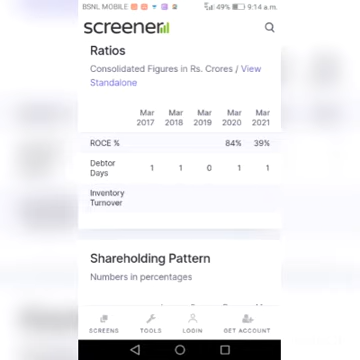 BSNL MOBILE 49% 9:14 a.m.
screener
Ratios
Consolidated Figures in Rs. Crores / View
Standalone
Mar 2017 Mar 2018 Mar 2019 Mar 2020 Mar 2021
ROCE % 84% 39%
Debtor Days 1 1 0 1 1
Inventory Turnover
Shareholding Pattern
Numbers in percentages
SCREENS TOOLS LOGIN GET ACCOUNT